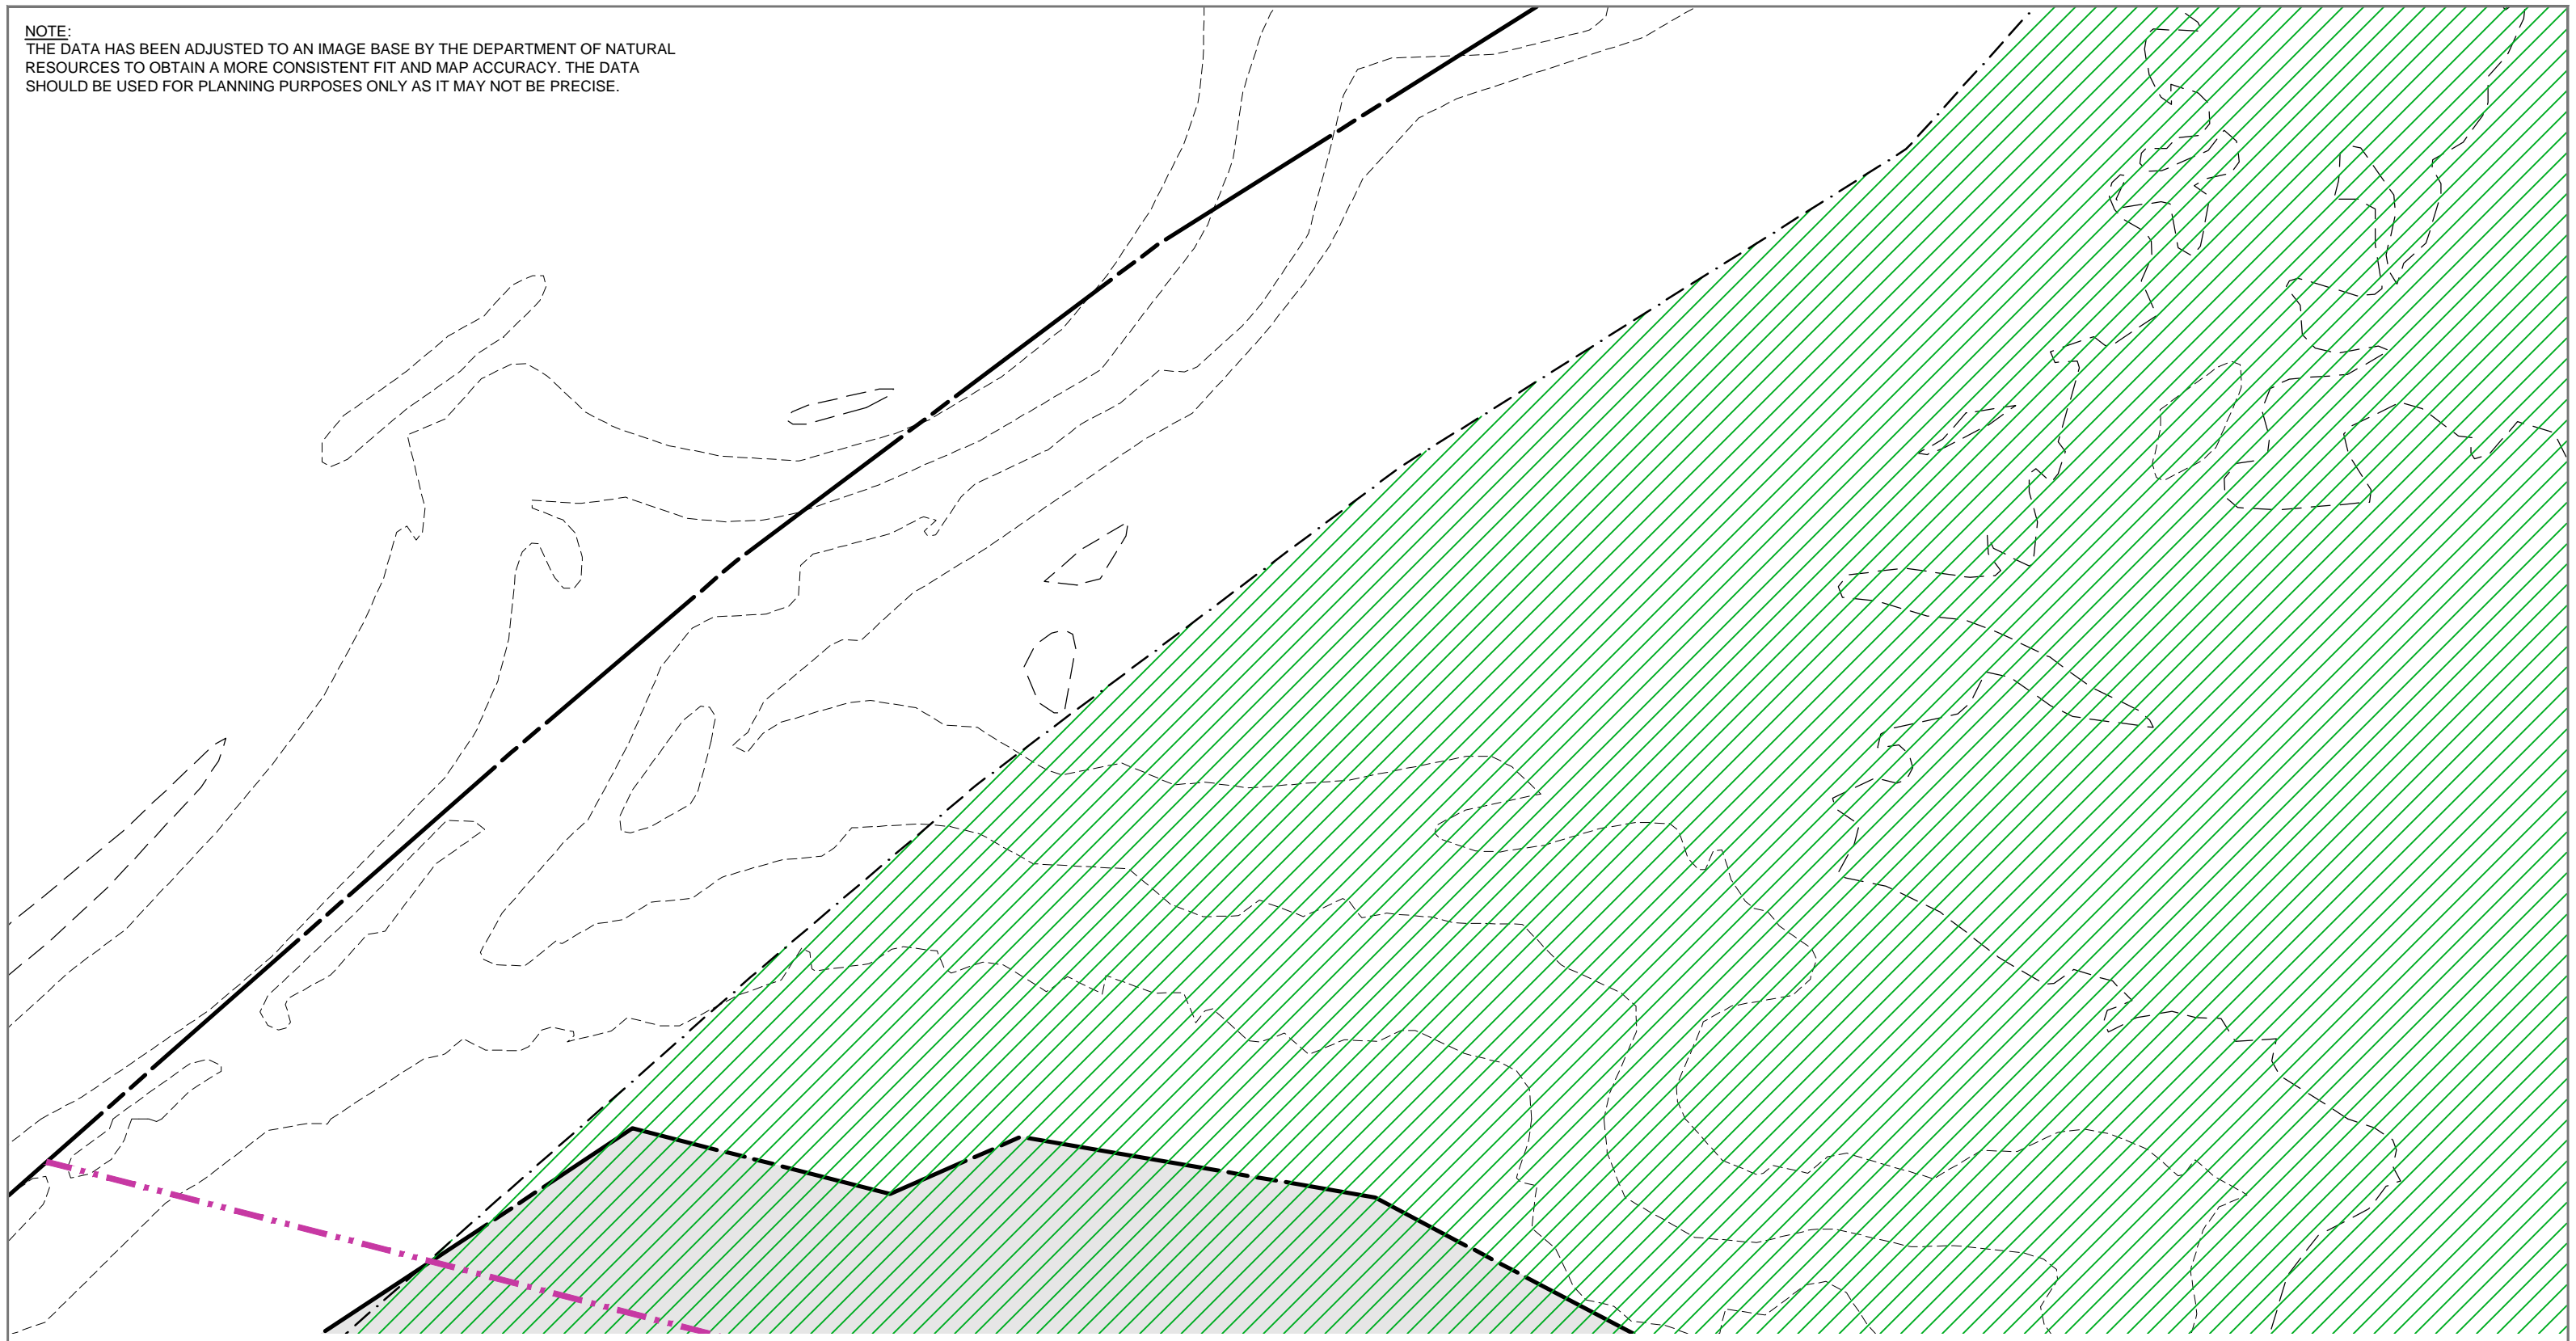 NOTE:
THE DATA HAS BEEN ADJUSTED TO AN IMAGE BASE BY THE DEPARTMENT OF NATURAL
RESOURCES TO OBTAIN A MORE CONSISTENT FIT AND MAP ACCURACY. THE DATA
SHOULD BE USED FOR PLANNING PURPOSES ONLY AS IT MAY NOT BE PRECISE.